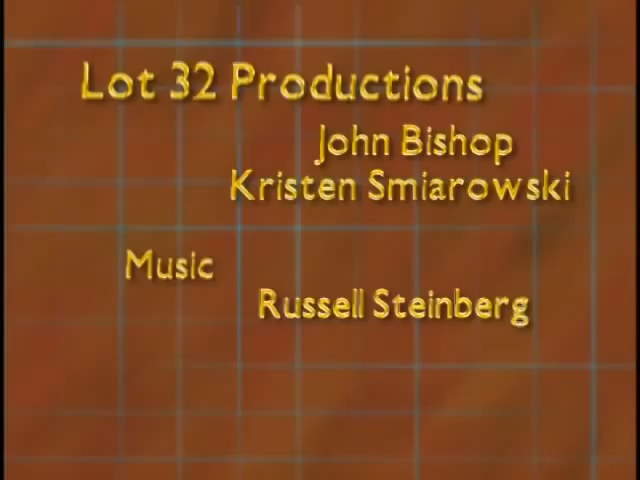 Lot 32 Productions
John Bishop
Kristen Smiarowski
Music
Russell Steinberg